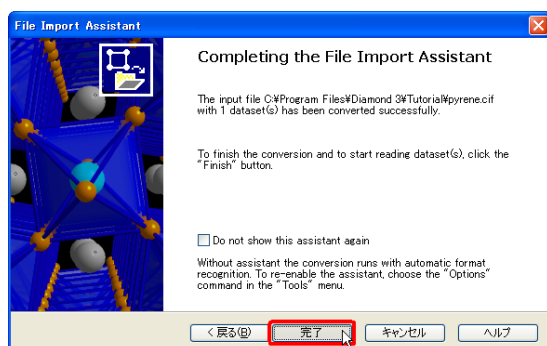 File Import Assistant
Completing the File Import Assistant
The input file C:¥Program Files¥Diamond 3¥Tutorial¥pyrene.cif
with 1 dataset(s) has been converted successfully.
To finish the conversion and to start reading dataset(s), click the
"Finish" button.
Do not show this assistant again
Without assistant the conversion runs with automatic format
recognition. To re-enable the assistant, choose the "Options"
command in the "Tools" menu.
< 戻る(B) 完了 キャンセル ヘルプ